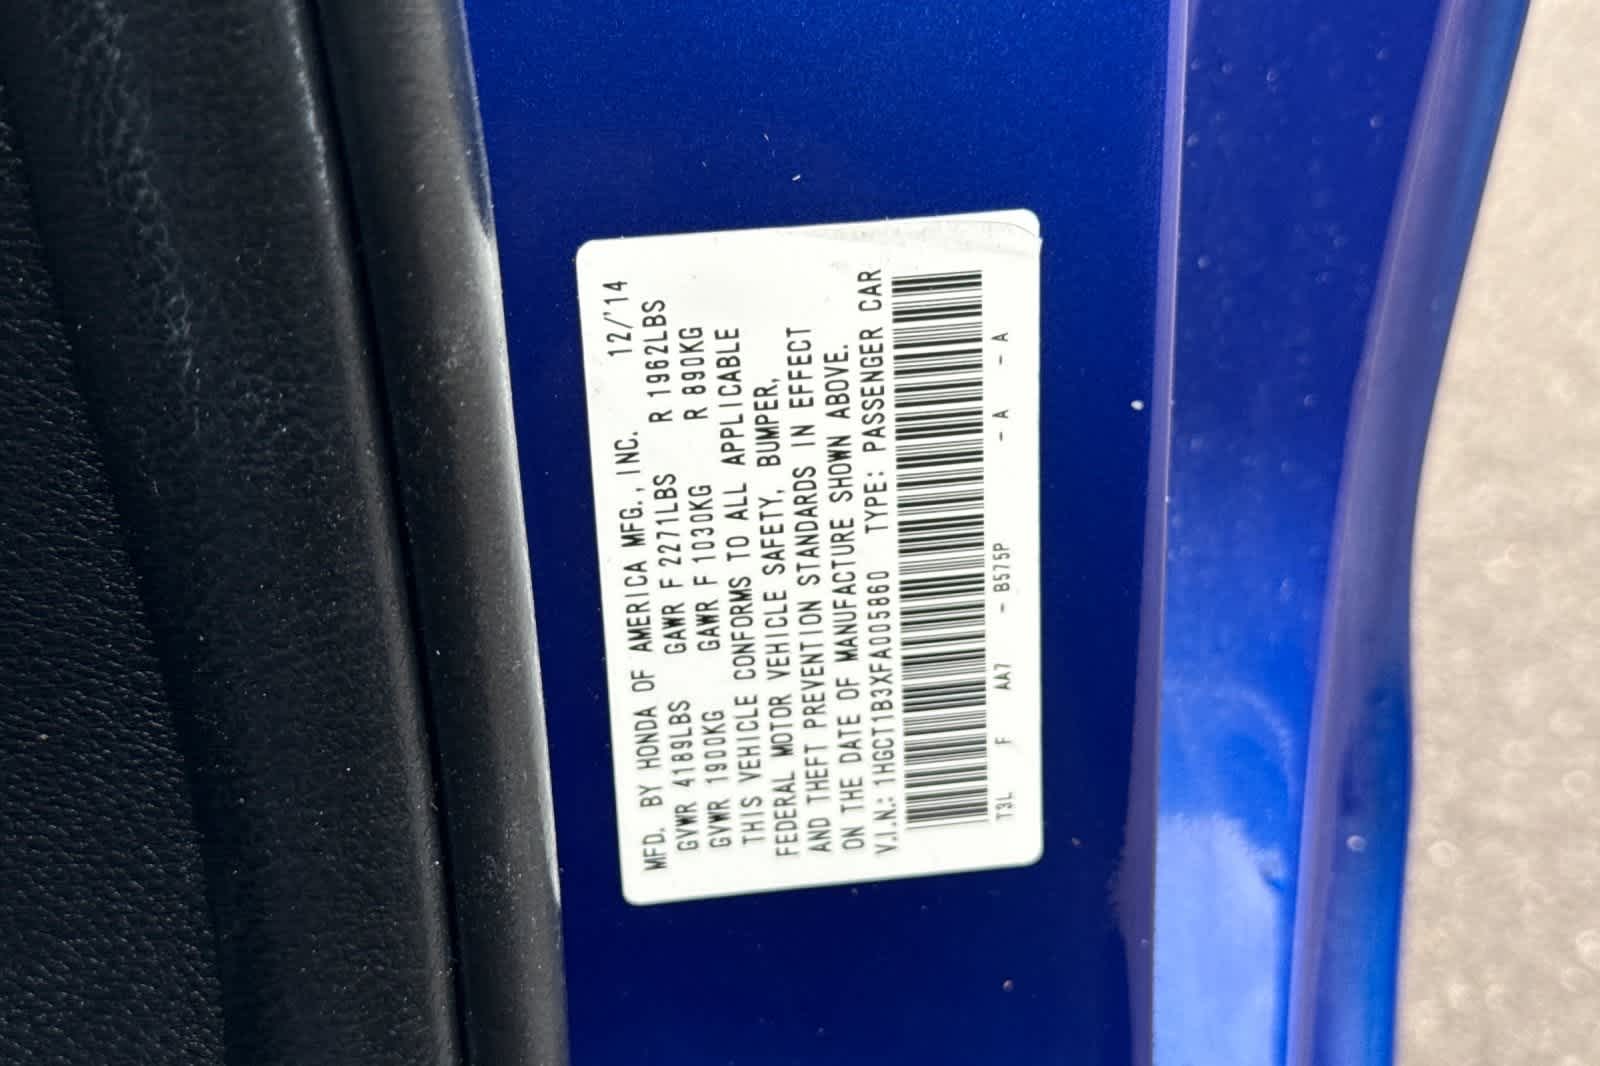 MFD. BY HONDA OF AMERICA MFG., INC. 12/'14
GVWR 4189LBS GAWR F 2271LBS R 1962LBS
GVWR 1900KG GAWR F 1030KG R 890KG
THIS VEHICLE CONFORMS TO ALL APPLICABLE
FEDERAL MOTOR VEHICLE SAFETY, BUMPER,
AND THEFT PREVENTION STANDARDS IN EFFECT
ON THE DATE OF MANUFACTURE SHOWN ABOVE.
V.I.N.: 1HGCT1B3XFA005860 TYPE: PASSENGER CAR
T3L F AA7 - B575P - A - A